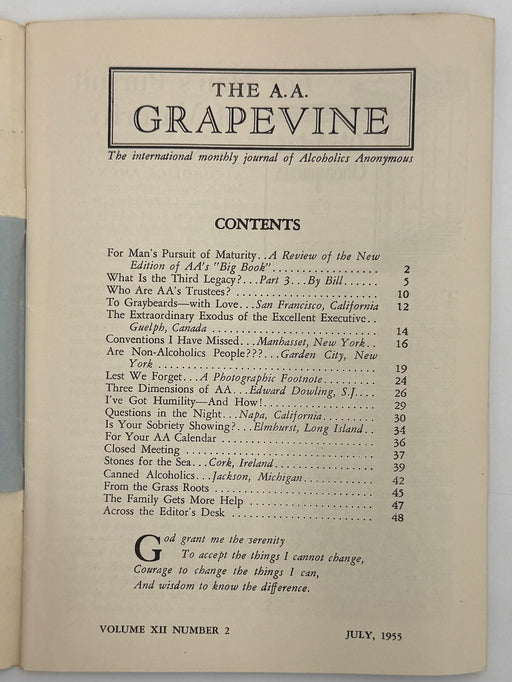 THE A.A.
GRAPEVINE
The international monthly journal of Alcoholics Anonymous
CONTENTS
For Man's Pursuit of Maturity..A Review of the New
Edition of AA's "Big Book".................. 2
What Is the Third Legacy?...Part 3...By Bill...... 5
Who Are AA's Trustees? ........................ 10
To Graybeards—with Love...San Francisco, California 12
The Extraordinary Exodus of the Excellent Executive..
Guelph, Canada ............................ 14
Conventions I Have Missed...Manhasset, New York.. 16
Are Non-Alcoholics People???...Garden City, New
York ..................................... 19
Lest We Forget...A Photographic Footnote........ 24
Three Dimensions of AA...Edward Dowling, S.J.... 26
I've Got Humility—And How!.................... 29
Questions in the Night...Napa, California......... 30
Is Your Sobriety Showing?...Elmhurst, Long Island.. 34
For Your AA Calendar ......................... 36
Closed Meeting ............................... 37
Stones for the Sea...Cork, Ireland................ 39
Canned Alcoholics...Jackson, Michigan........... 42
From the Grass Roots .......................... 45
The Family Gets More Help .................... 47
Across the Editor's Desk ....................... 48
God grant me the serenity
To accept the things I cannot change,
Courage to change the things I can,
And wisdom to know the difference.
VOLUME XII NUMBER 2 JULY, 1955